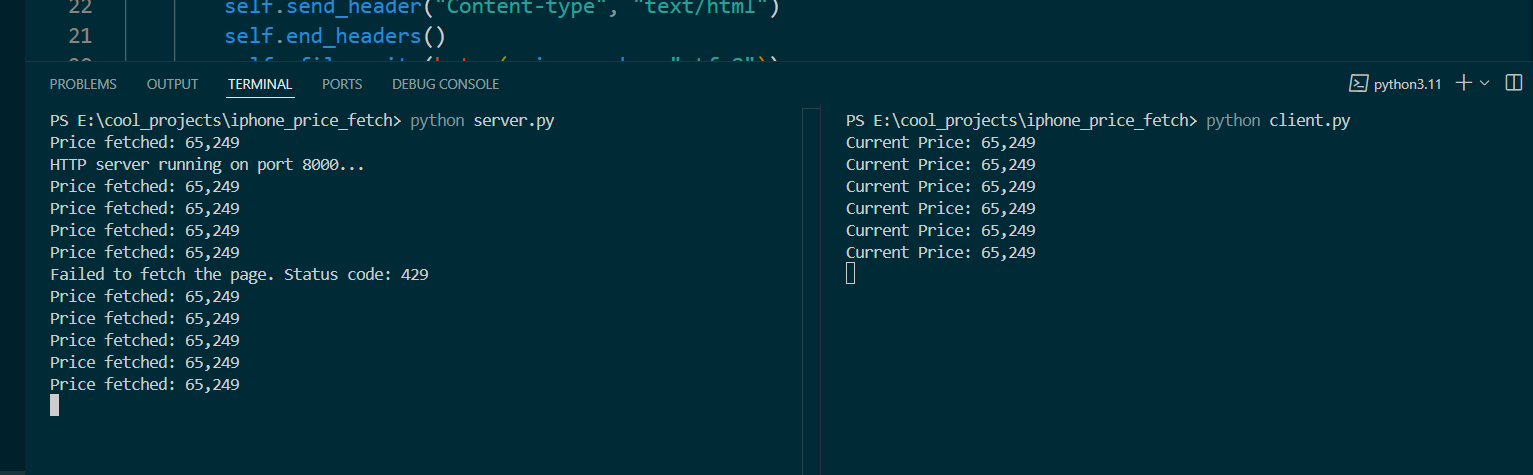 22 self.send_header("Content-type", "text/html")
21 self.end_headers()
PROBLEMS OUTPUT TERMINAL PORTS DEBUG CONSOLE python3.11
PS E:\cool_projects\iphone_price_fetch> python server.py
Price fetched: 65,249
HTTP server running on port 8000...
Price fetched: 65,249
Price fetched: 65,249
Price fetched: 65,249
Price fetched: 65,249
Failed to fetch the page. Status code: 429
Price fetched: 65,249
Price fetched: 65,249
Price fetched: 65,249
Price fetched: 65,249
Price fetched: 65,249
PS E:\cool_projects\iphone_price_fetch> python client.py
Current Price: 65,249
Current Price: 65,249
Current Price: 65,249
Current Price: 65,249
Current Price: 65,249
Current Price: 65,249